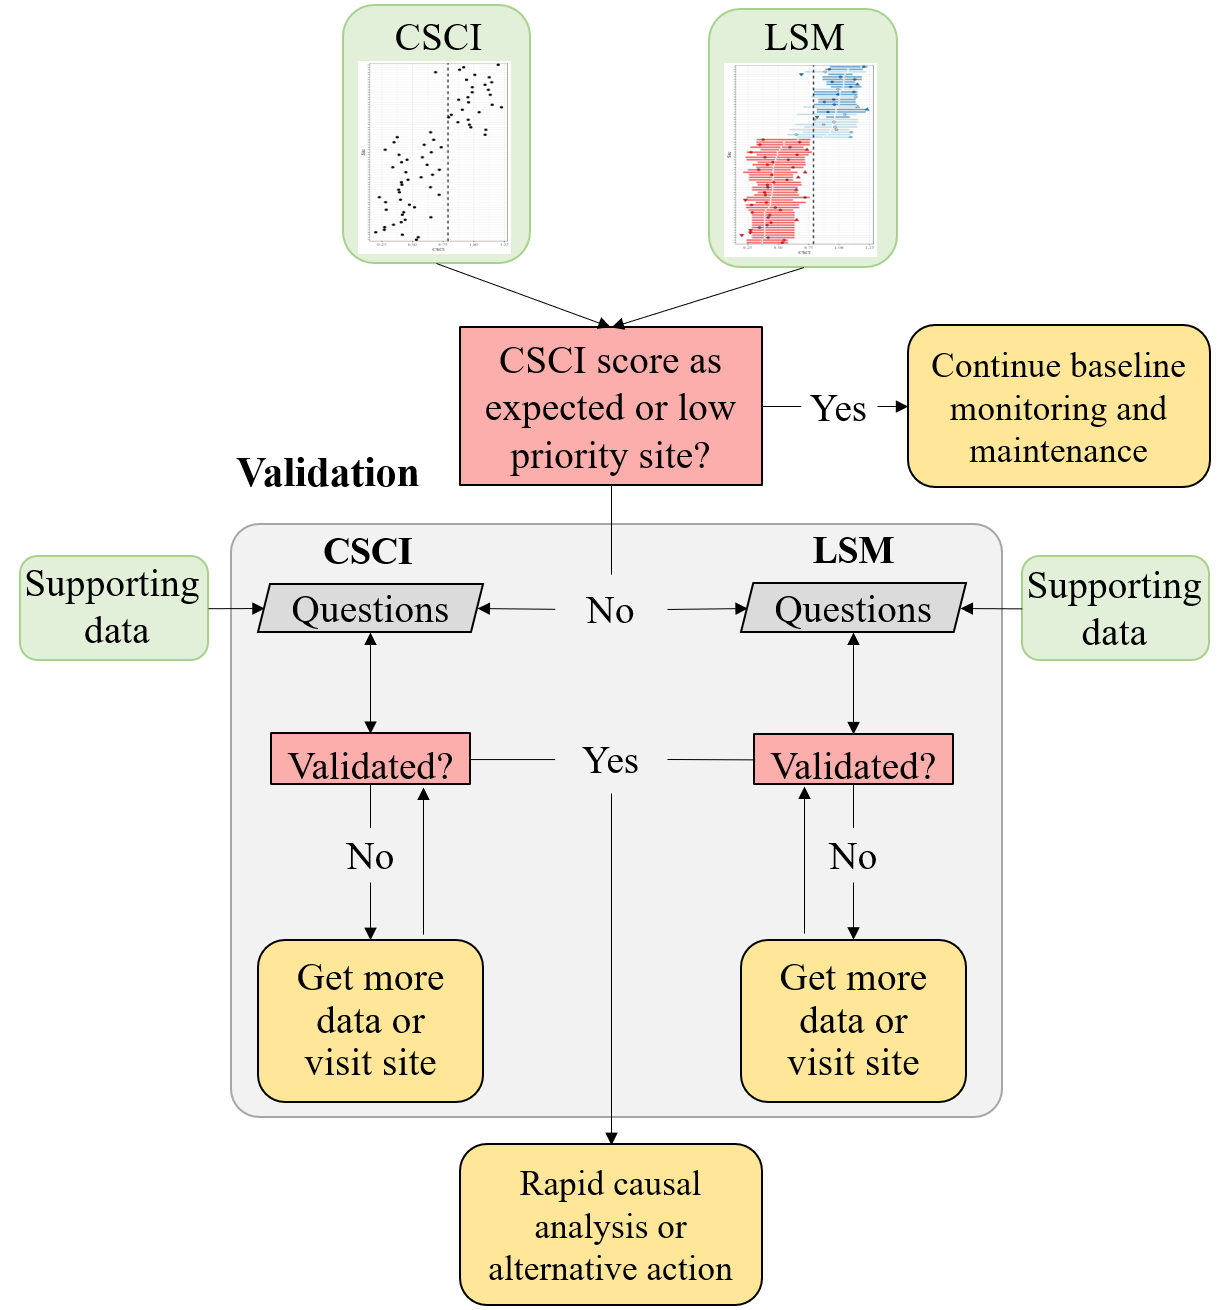 CSCI
LSM
CSCI score as
expected or low
priority site?
Yes
Continue baseline
monitoring and
maintenance
Validation
CSCI
LSM
Supporting
data
Questions
No
Questions
Supporting
data
Validated?
Yes
Validated?
No
No
Get more
data or
visit site
Get more
data or
visit site
Rapid causal
analysis or
alternative action